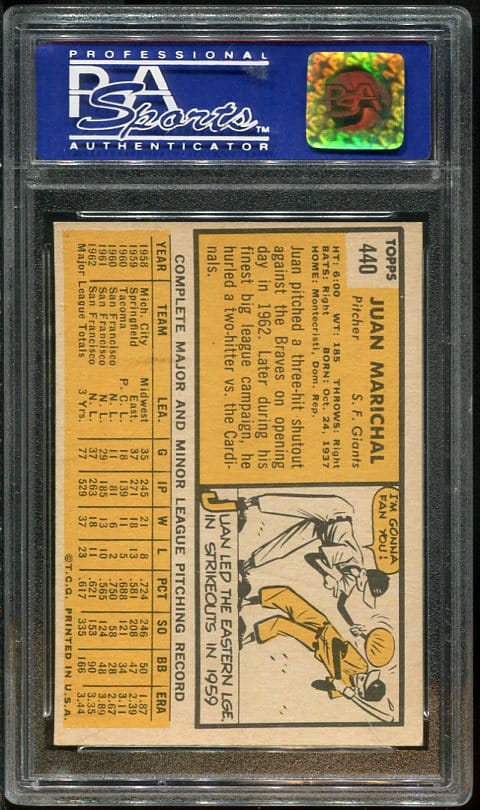 PROFESSIONAL
PSA
Sports™
AUTHENTICATOR
PSA
TOPPS
440
JUAN MARICHAL
Pitcher S. F. Giants
HT: 6:00 WT: 185 THROWS: Right
BATS: Right BORN: Oct. 24, 1937
HOME: Montecristi, Dom. Rep.
Juan pitched a three-hit shutout
against the Braves on opening
day in 1962. Later during his
finest big league campaign, he
hurled a two-hitter vs. the Cardi-
nals.
I'M GONNA
FAN YOU!
JUAN LED THE EASTERN LGE.
IN STRIKEOUTS IN 1959
COMPLETE MAJOR AND MINOR LEAGUE PITCHING RECORD
YEAR TEAM LEA. G IP W L PCT SO BB ERA
1958 Mich. City Midwest 35 245 21 8 .724 246 50 1.87
1959 Springfield East. 37 271 18 13 .581 208 47 2.39
1960 Tacoma P. C. L. 18 139 11 5 .688 121 34 3.11
1960 San Francisco N. L. 11 81 6 2 .750 58 28 2.67
1961 San Francisco N. L. 29 185 13 10 .565 124 48 3.89
1962 San Francisco N. L. 37 263 18 11 .621 153 90 3.35
Major League Totals 3 Yrs. 77 529 37 23 .617 335 166 3.44
©T.C.G. PRINTED IN U.S.A.